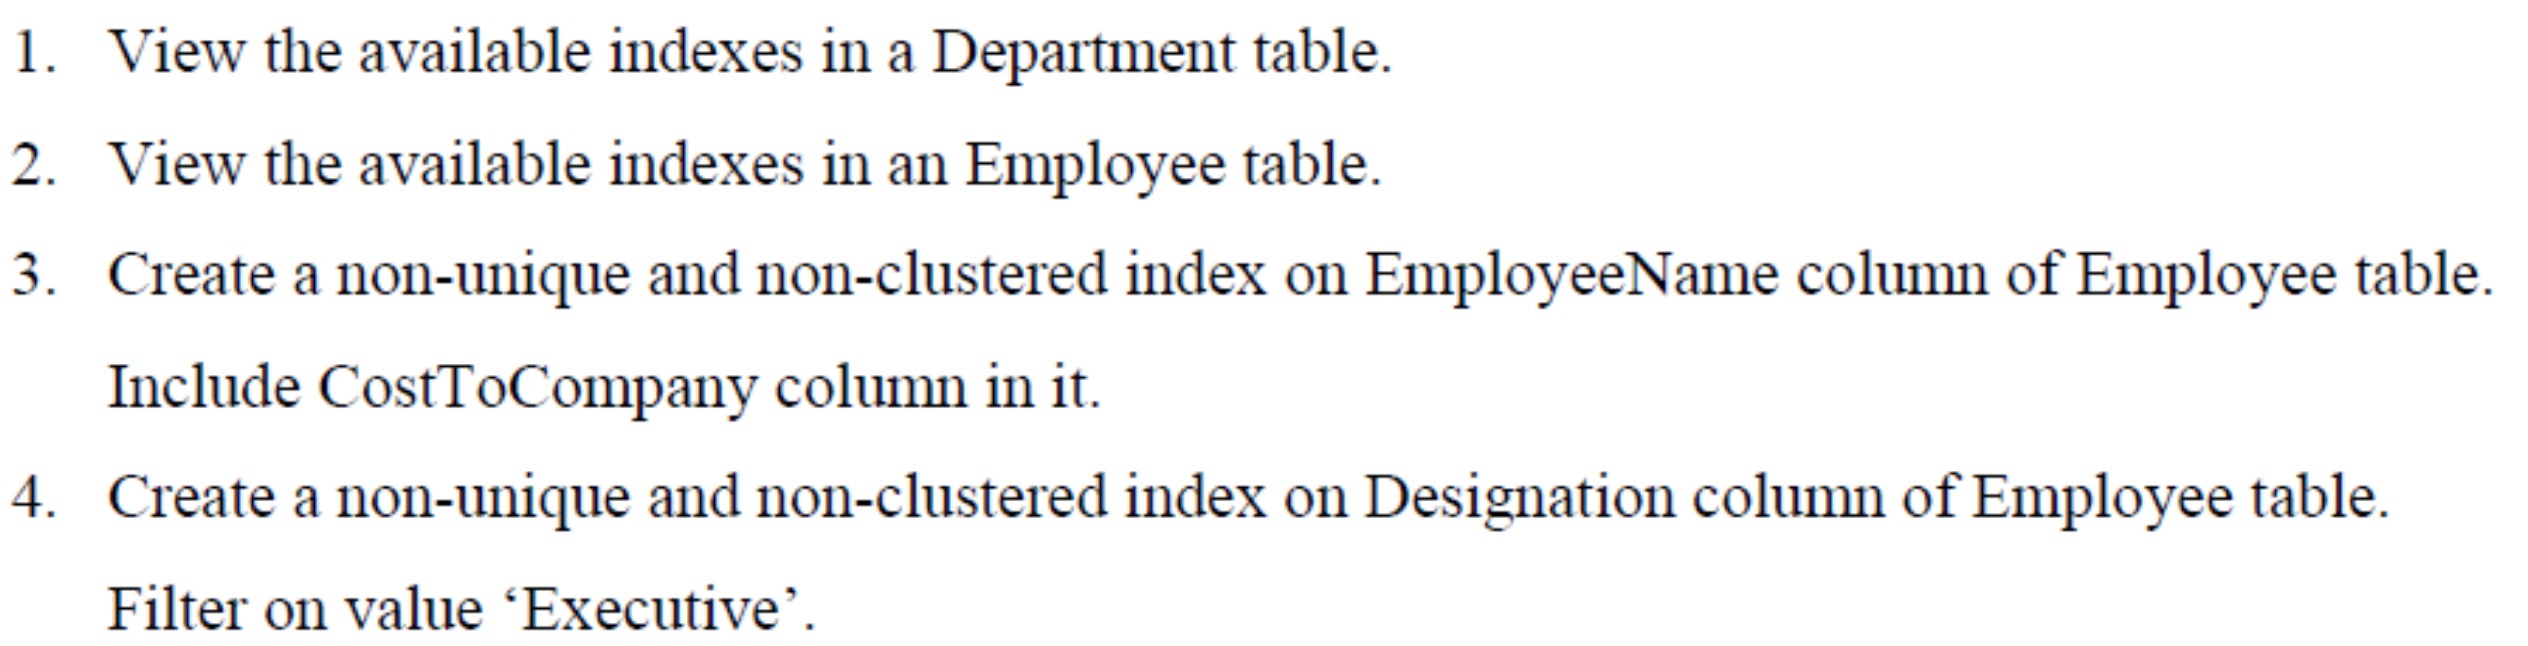 1. View the available indexes in a Department table.
2. View the available indexes in an Employee table.
3. Create a non-unique and non-clustered index on EmployeeName column of Employee table.
Include CostToCompany column in it.
4. Create a non-unique and non-clustered index on Designation column of Employee table.
Filter on value ‘Executive’.